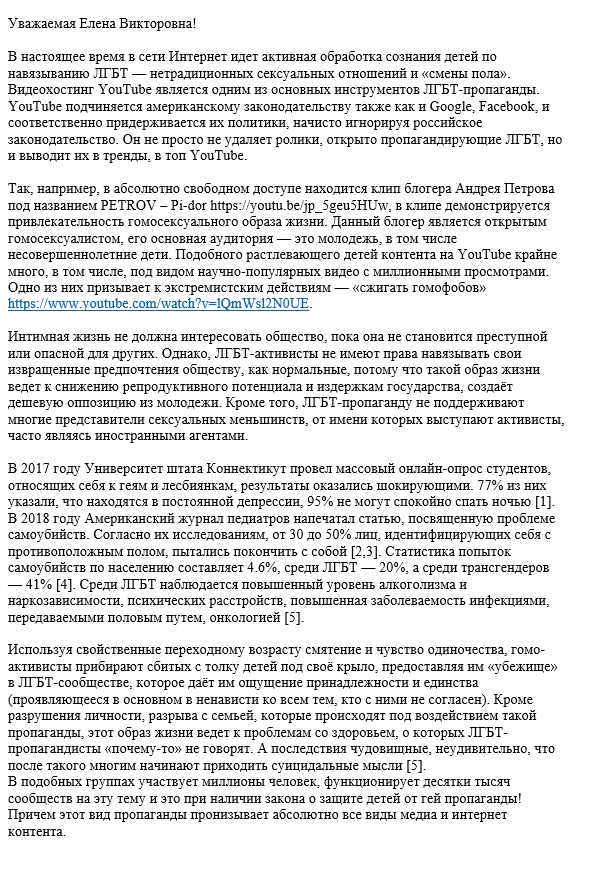 Уважаемая Елена Викторовна!
В настоящее время в сети Интернет идет активная обработка сознания детей по
навязыванию ЛГБТ — нетрадиционных сексуальных отношений и «смены пола».
Видеохостинг YouTube является одним из основных инструментов ЛГБТ-пропаганды.
YouTube подчиняется американскому законодательству также как и Google, Facebook, и
соответственно придерживается их политики, начисто игнорируя российское
законодательство. Он не просто не удаляет ролики, открыто пропагандирующие ЛГБТ, но
и выводит их в тренды, в топ YouTube.
Так, например, в абсолютно свободном доступе находится клип блогера Андрея Петрова
под названием PETROV – Pi-dor https://youtu.be/jp_5geu5HUw, в клипе демонстрируется
привлекательность гомосексуального образа жизни. Данный блогер является открытым
гомосексуалистом, его основная аудитория — это молодежь, в том числе
несовершеннолетние дети. Подобного растлевающего детей контента на YouTube крайне
много, в том числе, под видом научно-популярных видео с миллионными просмотрами.
Одно из них призывает к экстремистским действиям — «сжигать гомофобов»
https://www.youtube.com/watch?v=lQmWsl2N0UE.
Интимная жизнь не должна интересовать общество, пока она не становится преступной
или опасной для других. Однако, ЛГБТ-активисты не имеют права навязывать свои
извращенные предпочтения обществу, как нормальные, потому что такой образ жизни
ведет к снижению репродуктивного потенциала и издержкам государства, создаёт
дешевую оппозицию из молодежи. Кроме того, ЛГБТ-пропаганду не поддерживают
многие представители сексуальных меньшинств, от имени которых выступают активисты,
часто являясь иностранными агентами.
В 2017 году Университет штата Коннектикут провел массовый онлайн-опрос студентов,
относящих себя к геям и лесбиянкам, результаты оказались шокирующими. 77% из них
указали, что находятся в постоянной депрессии, 95% не могут спокойно спать ночью [1].
В 2018 году Американский журнал педиатров напечатал статью, посвященную проблеме
самоубийств. Согласно их исследованиям, от 30 до 50% лиц, идентифицирующих себя с
противоположным полом, пытались покончить с собой [2,3]. Статистика попыток
самоубийств по населению составляет 4.6%, среди ЛГБТ — 20%, а среди трансгендеров
— 41% [4]. Среди ЛГБТ наблюдается повышенный уровень алкоголизма и
наркозависимости, психических расстройств, повышенная заболеваемость инфекциями,
передаваемыми половым путем, онкологией [5].
Используя свойственные переходному возрасту смятение и чувство одиночества, гомо-
активисты прибирают сбитых с толку детей под своё крыло, предоставляя им «убежище»
в ЛГБТ-сообществе, которое даёт им ощущение принадлежности и единства
(проявляющееся в основном в ненависти ко всем тем, кто с ними не согласен). Кроме
разрушения личности, разрыва с семьей, которые происходят под воздействием такой
пропаганды, этот образ жизни ведет к проблемам со здоровьем, о которых ЛГБТ-
пропагандисты «почему-то» не говорят. А последствия чудовищные, неудивительно, что
после такого многим начинают приходить суицидальные мысли [5].
В подобных группах участвует миллионы человек, функционирует десятки тысяч
сообществ на эту тему и это при наличии закона о защите детей от гей пропаганды!
Причем этот вид пропаганды пронизывает абсолютно все виды медиа и интернет
контента.